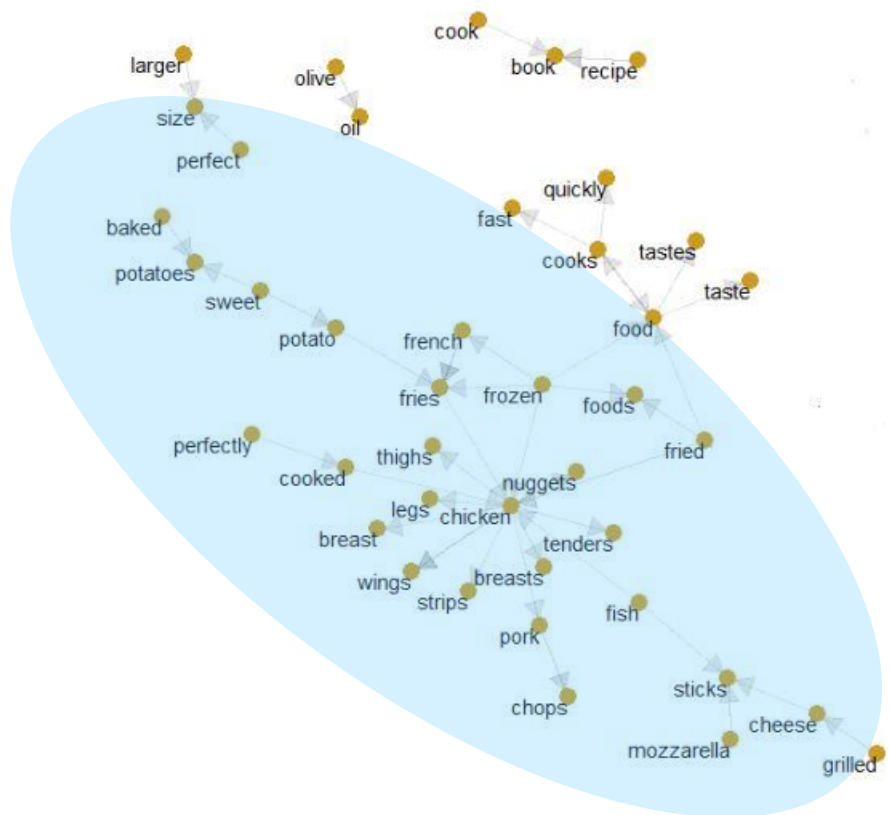 cook
larger
book
recipe
olive
size
oil
perfect
quickly
fast
baked
tastes
cooks
potatoes
taste
sweet
food
potato
french
fries
frozen
foods
perfectly
thighs
fried
cooked
nuggets
legs
chicken
breast
tenders
wings
breasts
strips
fish
pork
sticks
chops
cheese
mozzarella
grilled